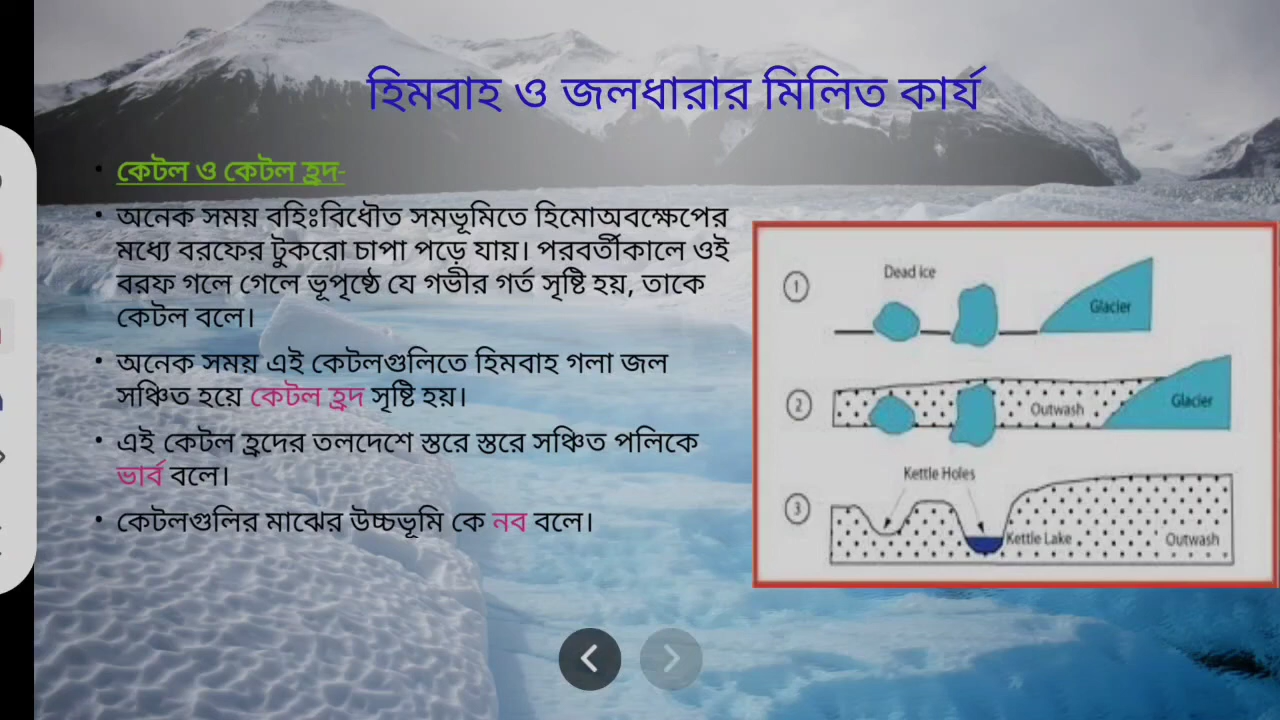 হিমবাহ ও জলধারার মিলিত কার্য
• কেটল ও কেটল হ্রদ-
• অনেক সময় বহিঃবিধৌত সমভূমিতে হিমোঅবক্ষেপের
মধ্যে বরফের টুকরো চাপা পড়ে যায়। পরবর্তীকালে ওই
বরফ গলে গেলে ভূপৃষ্ঠে যে গভীর গর্ত সৃষ্টি হয়, তাকে
কেটল বলে।
• অনেক সময় এই কেটলগুলিতে হিমবাহ গলা জল
সঞ্চিত হয়ে কেটল হ্রদ সৃষ্টি হয়।
• এই কেটল হ্রদের তলদেশে স্তরে স্তরে সঞ্চিত পলিকে
ভার্ব বলে।
• কেটলগুলির মাঝের উচ্চভূমি কে নব বলে।
1
Dead ice
Glacier
2
Outwash
Glacier
Kettle Holes
3
Kettle Lake
Outwash